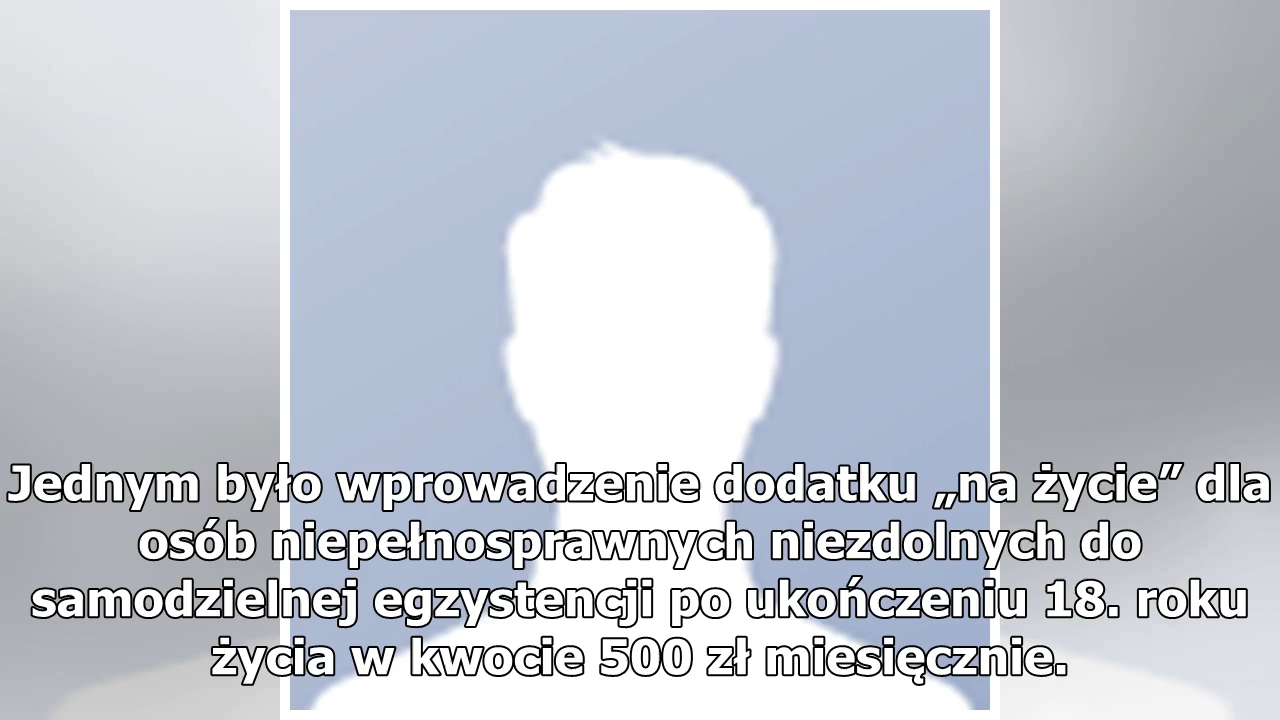 Jednym było wprowadzenie dodatku „na życie” dla
osób niepełnosprawnych niezdolnych do
samodzielnej egzystencji po ukończeniu 18. roku
życia w kwocie 500 zł miesięcznie.